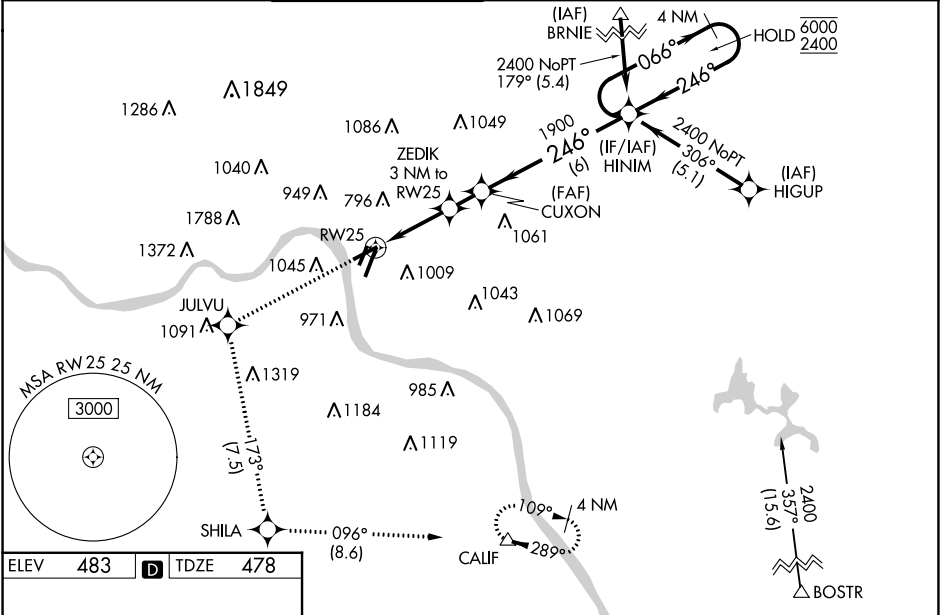 (IAF)
BRNIE
4 NM
HOLD
6000
2400
2400 NoPT
179° (5.4)
066°
246°
1849
1286
1086
1049
1900
246°
(6)
(IF/IAF)
HINIM
2400 NoPT
306°
(5.1)
(IAF)
HIGUP
ZEDIK
3 NM to
RW25
1040
949
796
(FAF)
CUXON
1788
1061
RW25
1372
1045
1009
1043
JULVU
1091
971
1069
MSA RW25 25 NM
3000
1319
985
1184
1119
173°
(7.5)
2400
357°
(15.6)
SHILA
096°
(8.6)
109°
4 NM
CALIF
289°
BOSTR
ELEV 483 D TDZE 478